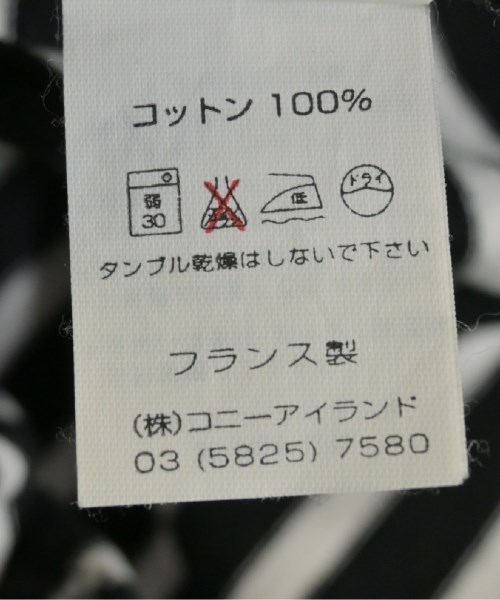 コットン 100%
弱
30
低
ドライ
タンブル乾燥はしないで下さい
フランス製
(株)コニーアイランド
03 (5825) 7580